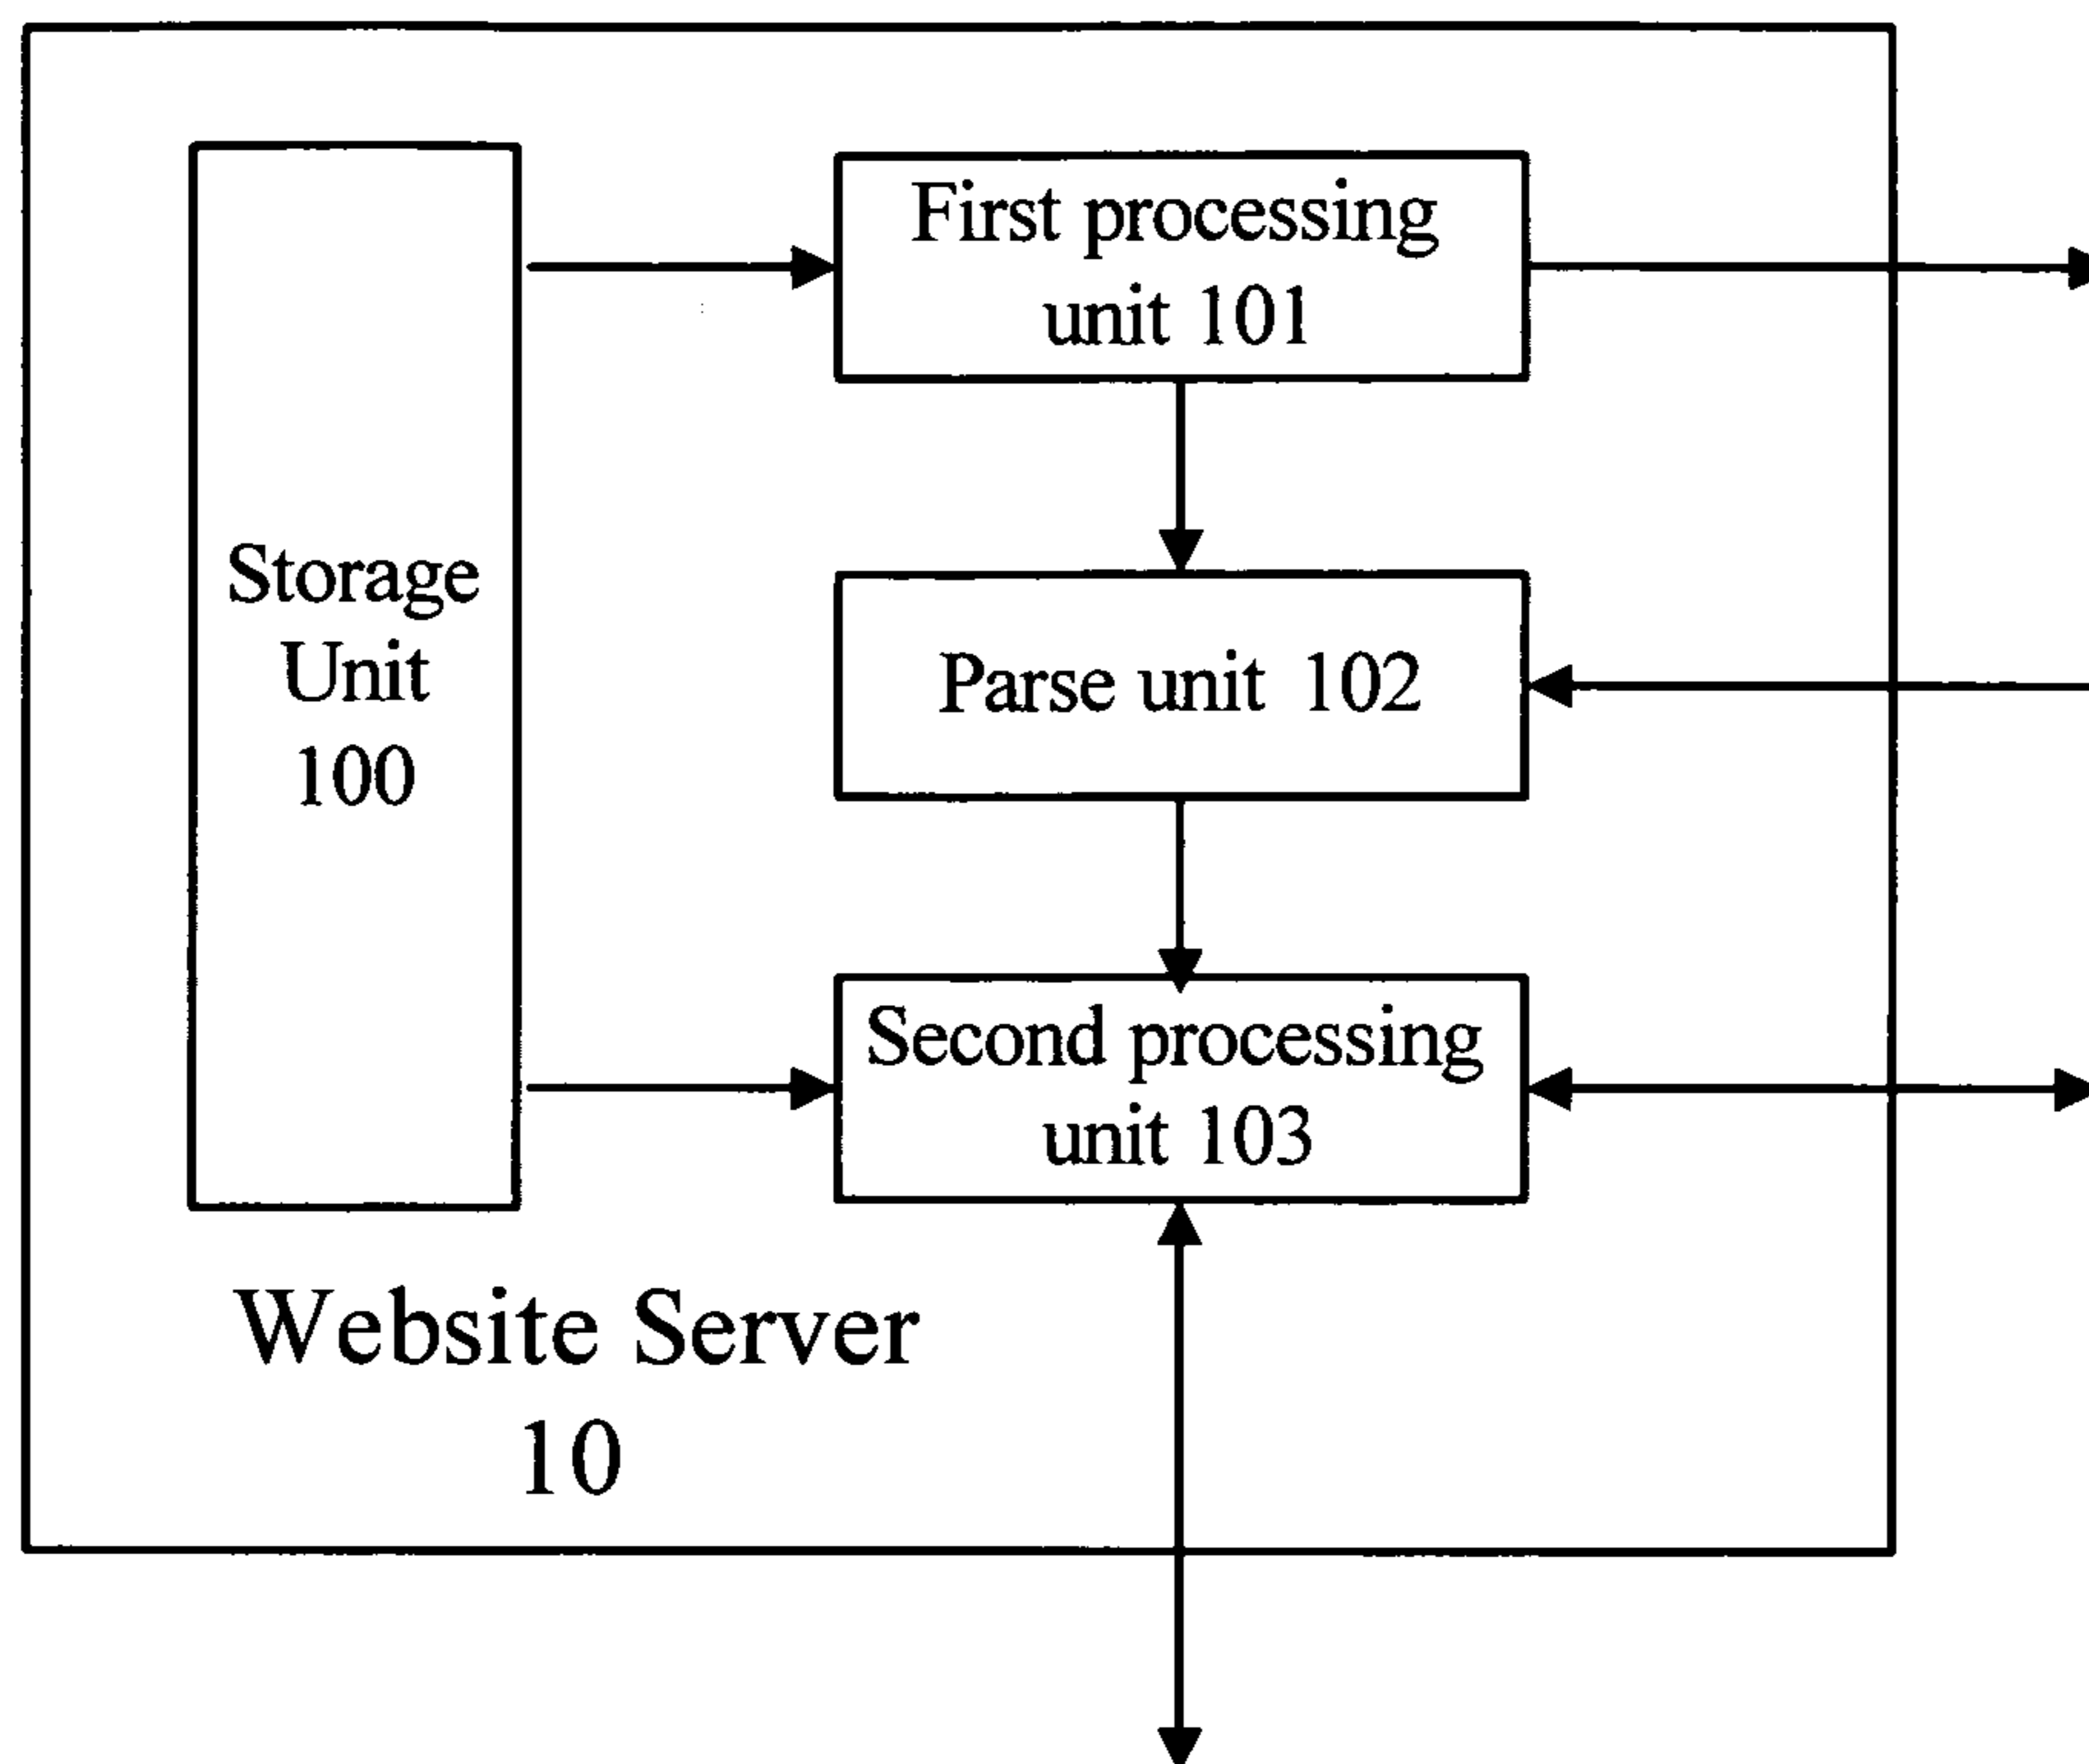 First processing
unit 101
Storage
Unit
100
Parse unit 102
Second processing
unit 103
Website Server
10